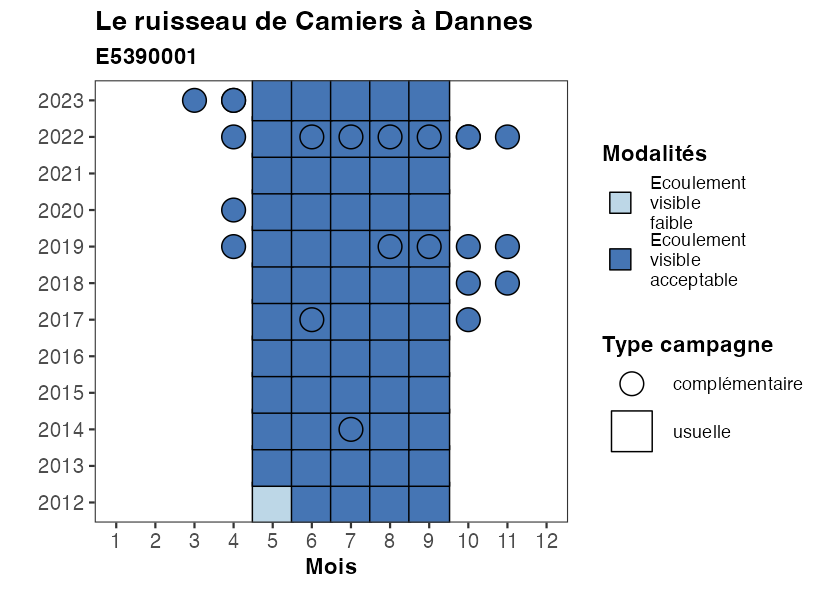 Le ruisseau de Camiers à Dannes
E5390001
2023
2022
2021
2020
2019
2018
2017
2016
2015
2014
2013
2012
1 2 3 4 5 6 7 8 9 10 11 12
Mois
Modalités
Ecoulement
visible
faible
Ecoulement
visible
acceptable
Type campagne
complémentaire
usuelle